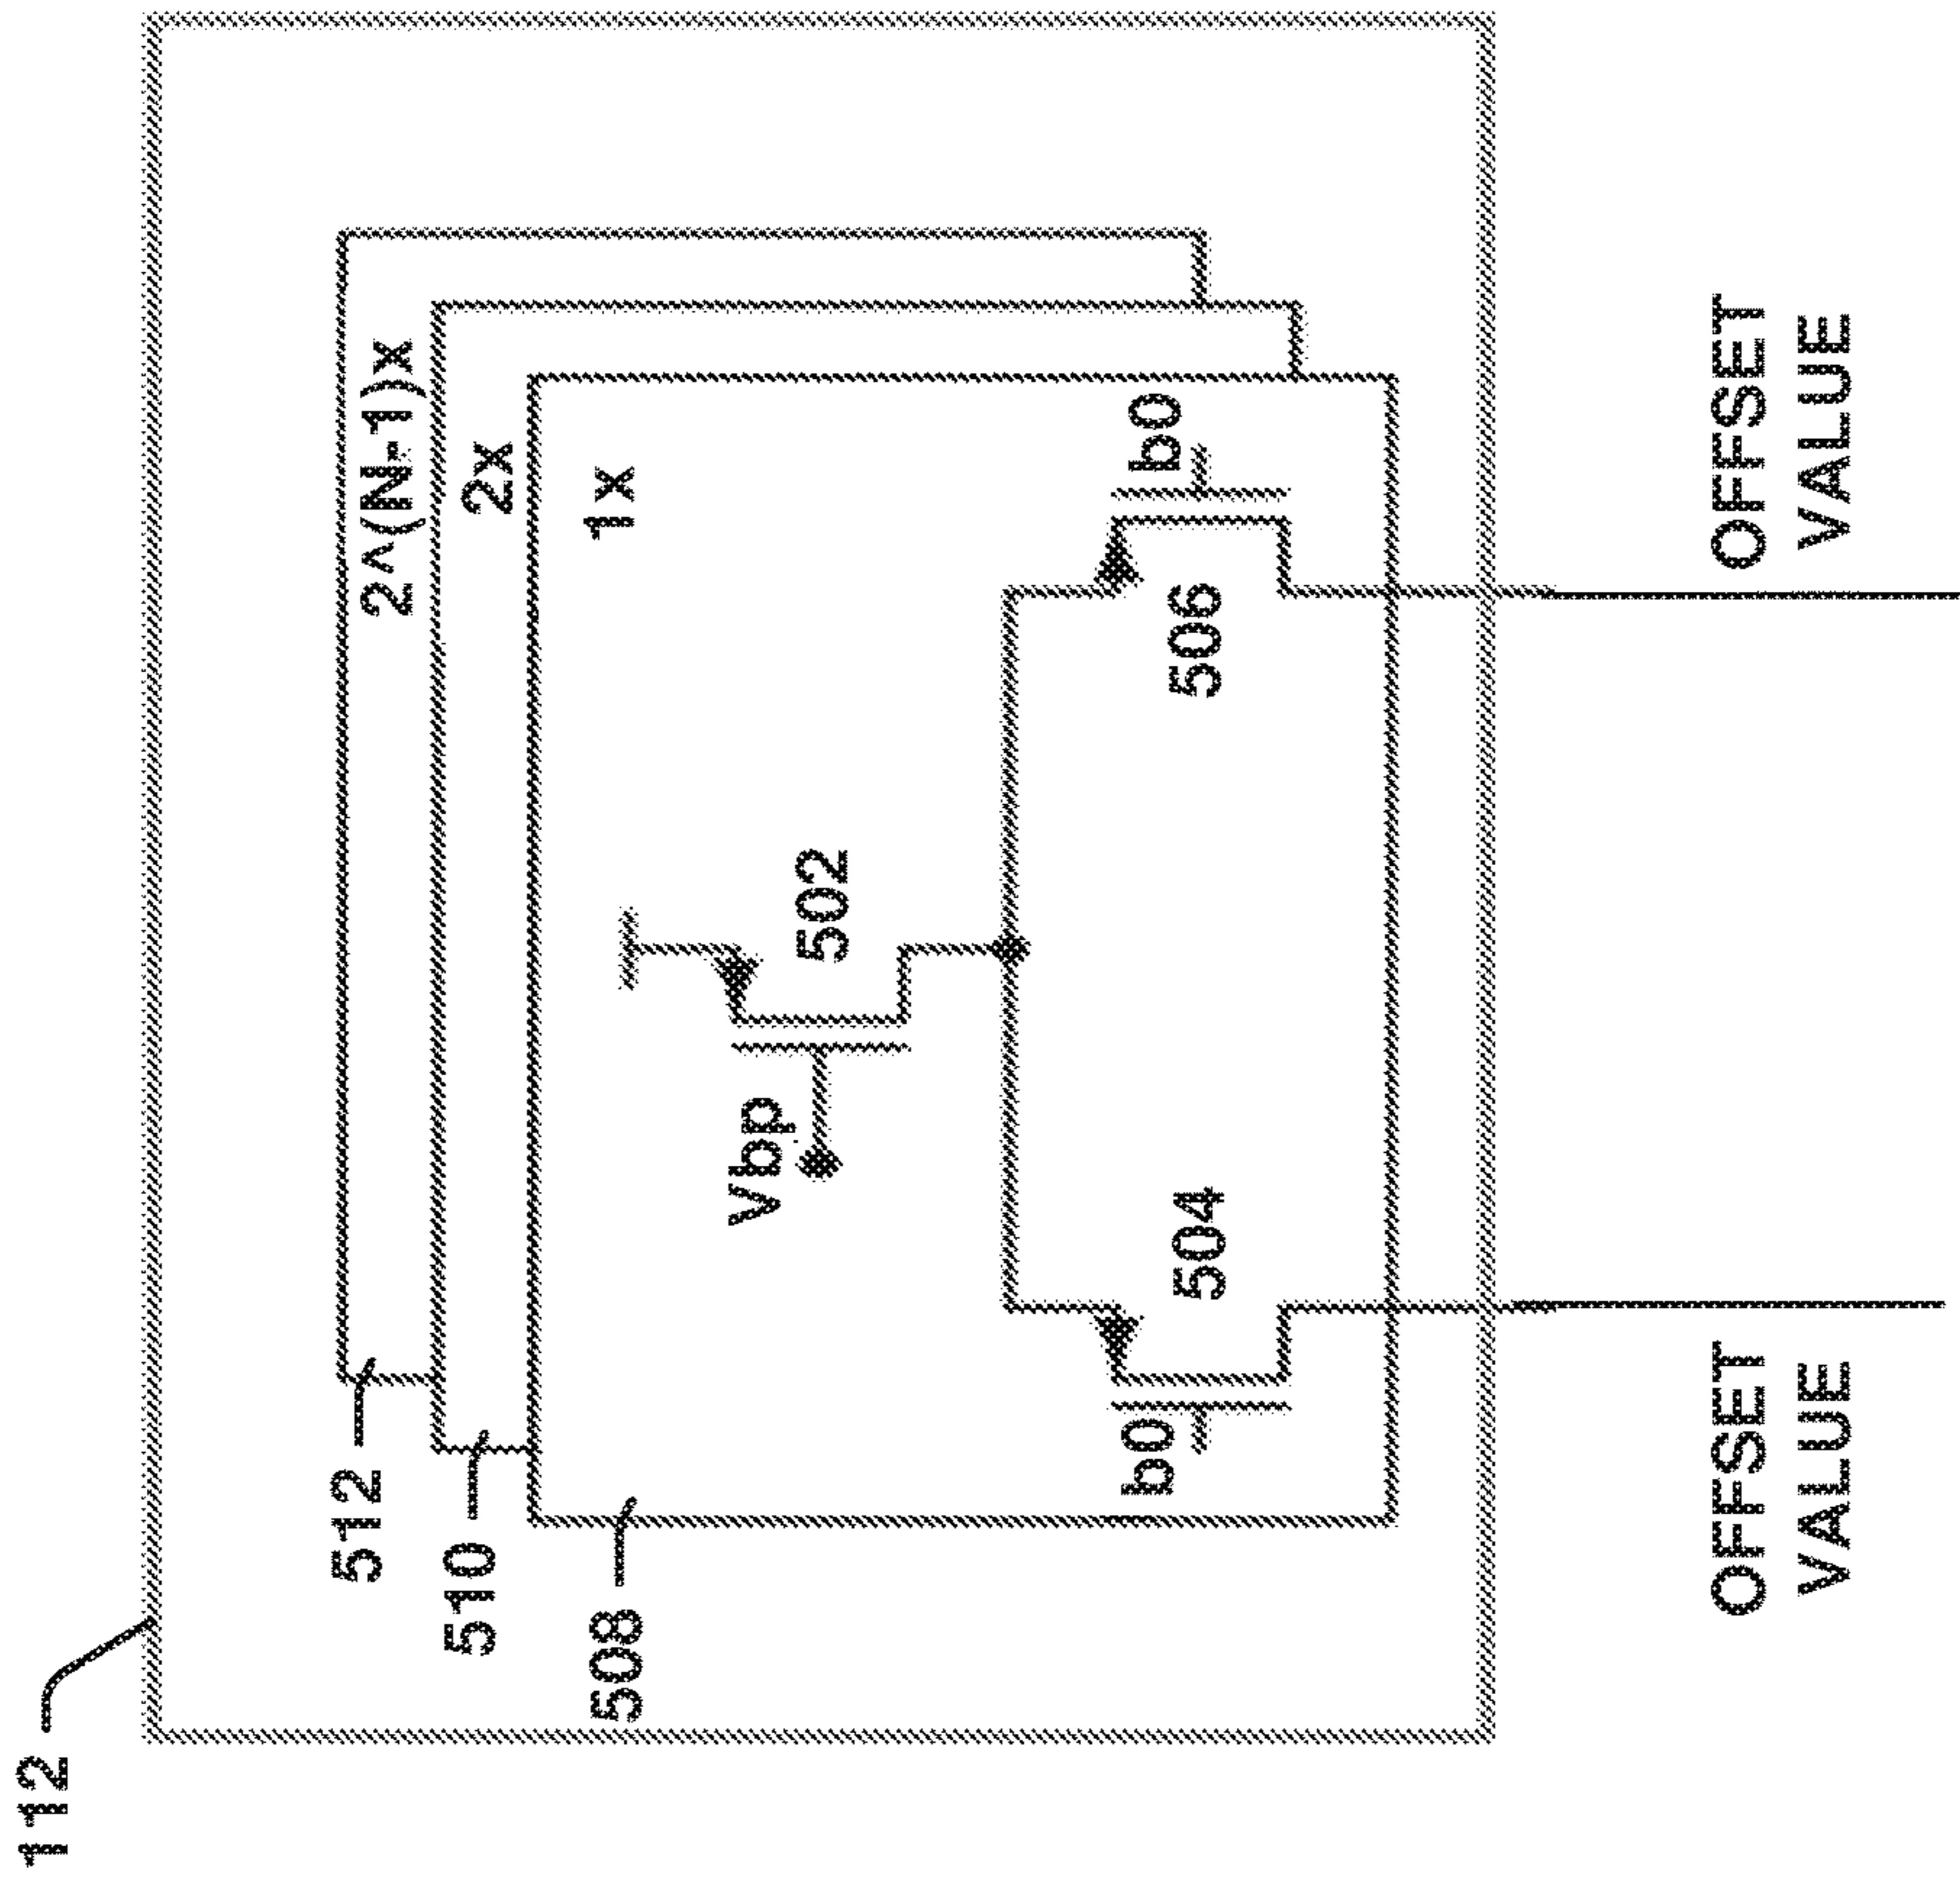 112
512
2^(N-1)x
510
2x
508
1x
Vbp
502
b0
504
506
b0
OFFSET
VALUE
OFFSET
VALUE